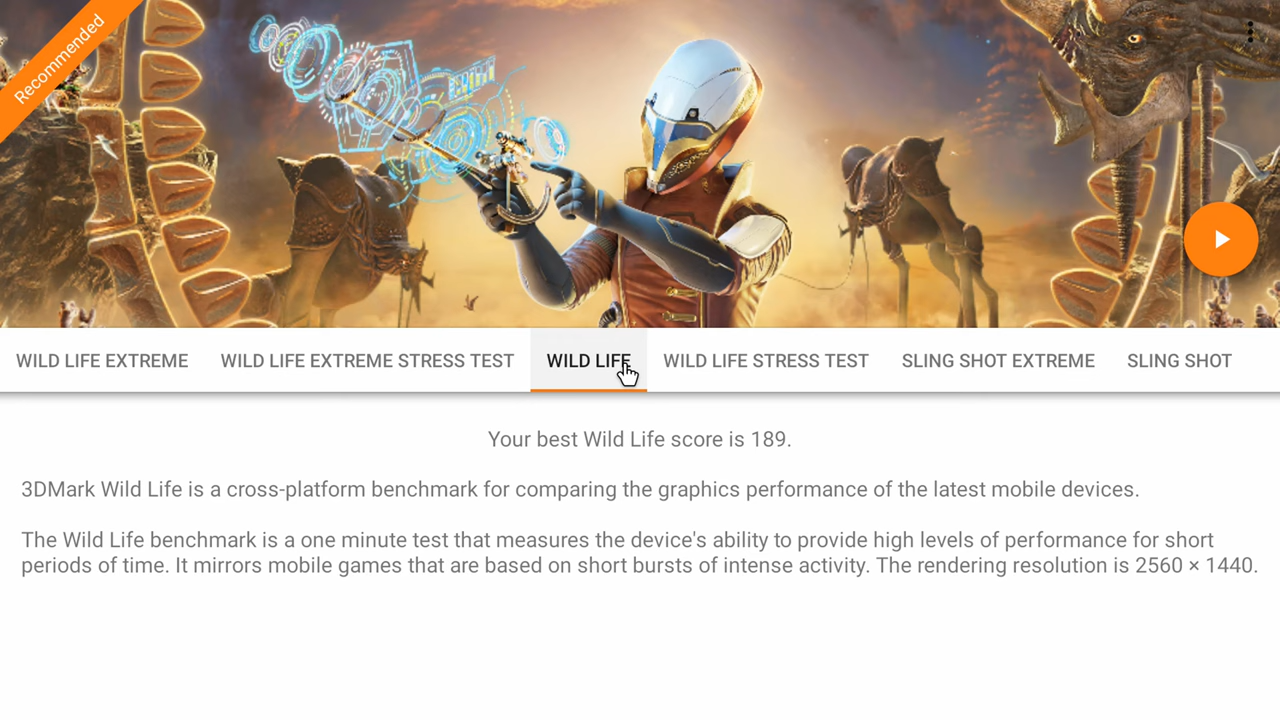 Recommended
WILD LIFE EXTREME
WILD LIFE EXTREME STRESS TEST
WILD LIFE
WILD LIFE STRESS TEST
SLING SHOT EXTREME
SLING SHOT
Your best Wild Life score is 189.
3DMark Wild Life is a cross-platform benchmark for comparing the graphics performance of the latest mobile devices.
The Wild Life benchmark is a one minute test that measures the device's ability to provide high levels of performance for short
periods of time. It mirrors mobile games that are based on short bursts of intense activity. The rendering resolution is 2560 × 1440.